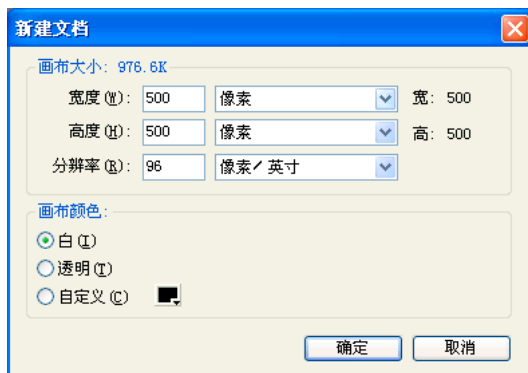 新建文档
画布大小: 976.6K
宽度(W): 500 像素 宽: 500
高度(H): 500 像素 高: 500
分辨率(R): 96 像素/英寸
画布颜色:
白(I)
透明(T)
自定义(C)
确定 取消